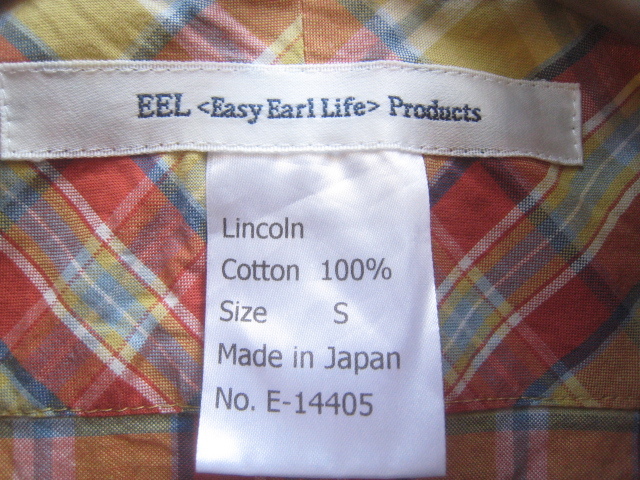 EEL <Easy Earl Life> Products
Lincoln
Cotton 100%
Size S
Made in Japan
No. E-14405